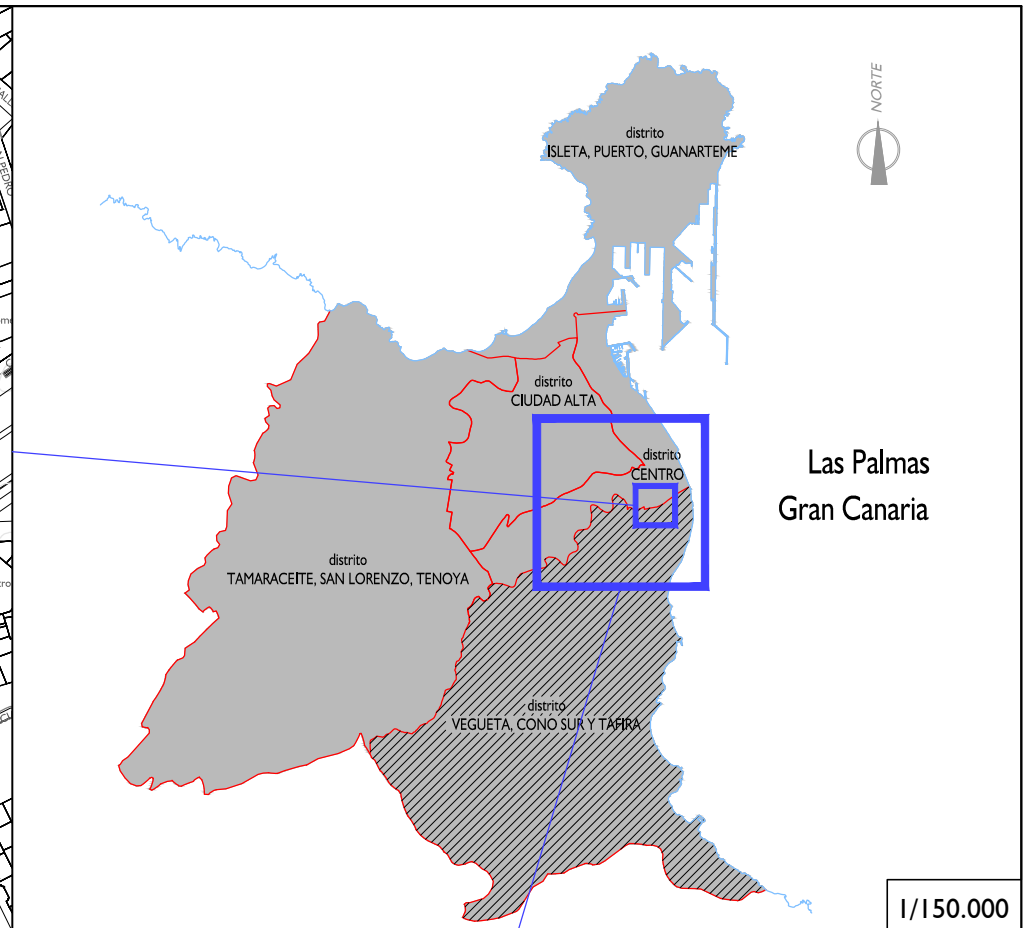 NORTE
distrito
ISLETA, PUERTO, GUANARTEME
distrito
CIUDAD ALTA
distrito
CENTRO
Las Palmas
Gran Canaria
distrito
TAMARACEITE, SAN LORENZO, TENOYA
distrito
VEGUETA, CONO SUR Y TAFIRA
1/150.000